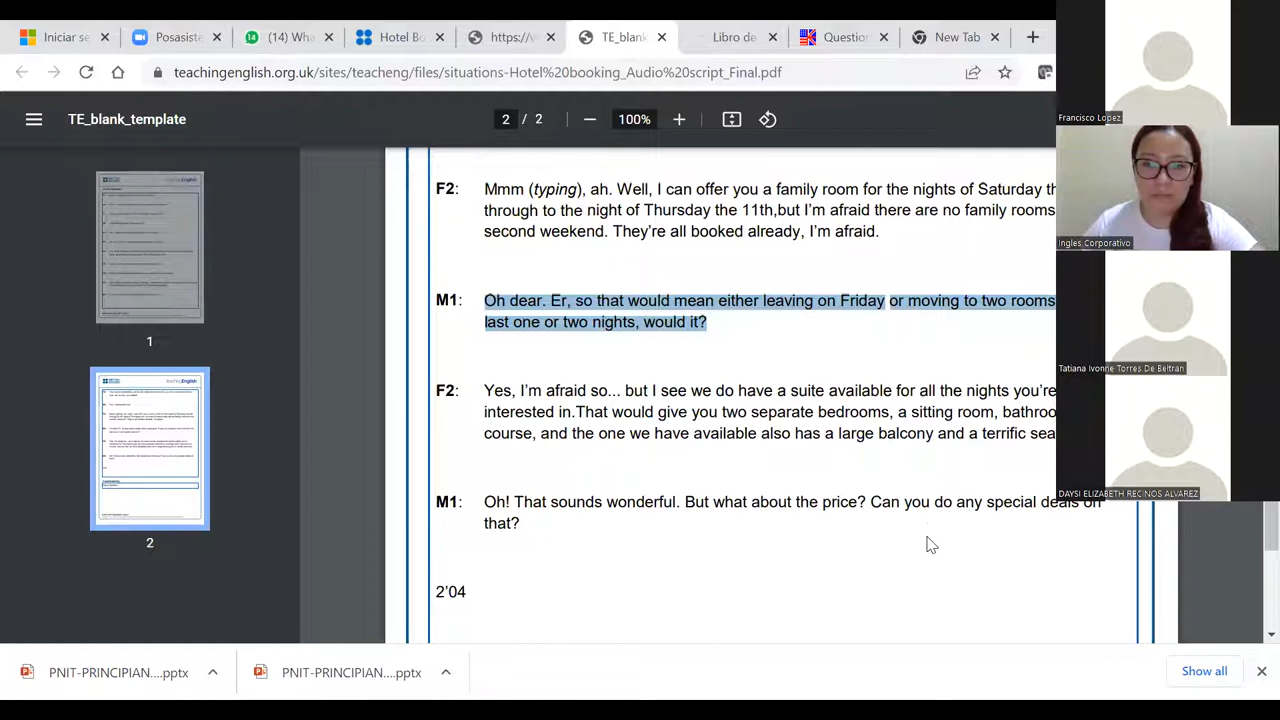 Iniciar se
Posasiste
(14) Wha
Hotel Bo
https://w
TE_blank_
Libro de
Question
New Tab
teachingenglish.org.uk/sites/teacheng/files/situations-Hotel%20booking_Audio%20script_Final.pdf
TE_blank_template
2 / 2
100%
Francisco Lopez
F2: Mmm (typing), ah. Well, I can offer you a family room for the nights of Saturday th
through to the night of Thursday the 11th,but I'm afraid there are no family rooms
second weekend. They're all booked already, I'm afraid.
Ingles Corporativo
M1: Oh dear. Er, so that would mean either leaving on Friday or moving to two rooms
last one or two nights, would it?
1
Tatiana Ivonne Torres De Beltran
F2: Yes, I'm afraid so... but I see we do have a suite available for all the nights you're
interested in.That would give you two separate bedrooms, a sitting room, bathroo
course, and the one we have available also has a large balcony and a terrific sea
DAYSI ELIZABETH RECINOS ALVAREZ
M1: Oh! That sounds wonderful. But what about the price? Can you do any special deals on
that?
2
2'04
PNIT-PRINCIPIAN....pptx
PNIT-PRINCIPIAN....pptx
Show all